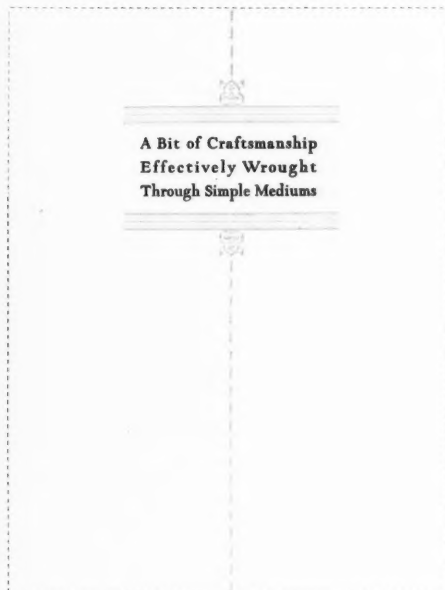 A Bit of Craftsmanship
Effectively Wrought
Through Simple Mediums